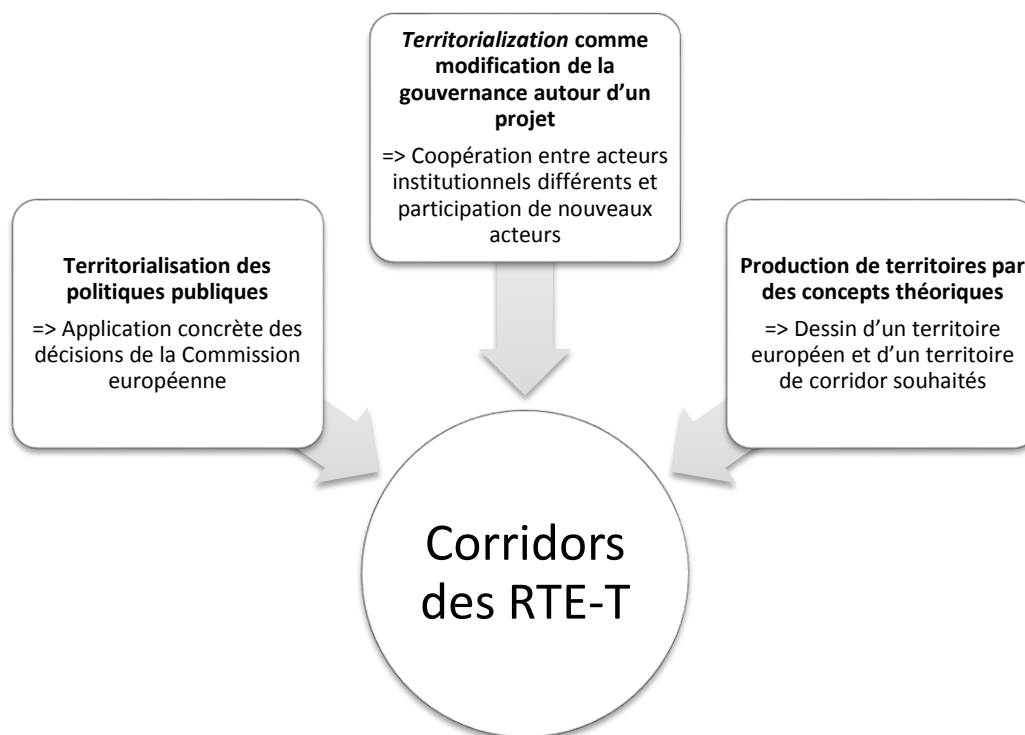 Territorialization comme
modification de la
gouvernance autour d’un
projet
=> Coopération entre acteurs
institutionnels différents et
participation de nouveaux
acteurs
Territorialisation des
politiques publiques
=> Application concrète des
décisions de la Commission
européenne
Production de territoires par
des concepts théoriques
=> Dessin d’un territoire
européen et d’un territoire
de corridor souhaités
Corridors
des RTE-T